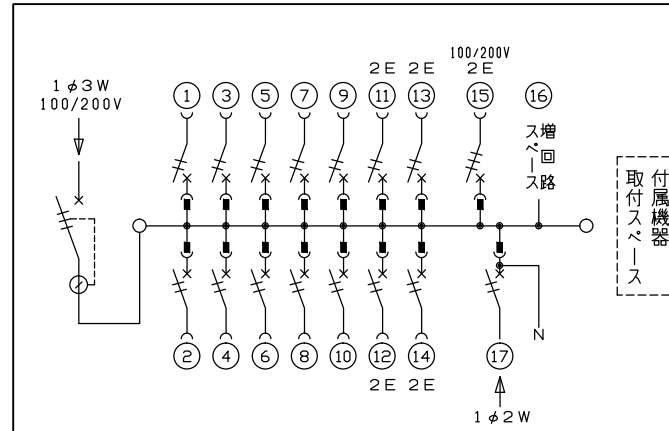 1φ3W
100/200V
2E 2E
100/200V
2E
① ③ ⑤ ⑦ ⑨ ⑪ ⑬ ⑮ ⑯
増回路
スペース
付属機器
取付スペース
② ④ ⑥ ⑧ ⑩ ⑫ ⑭ ⑰
N
2E 2E
1φ2W